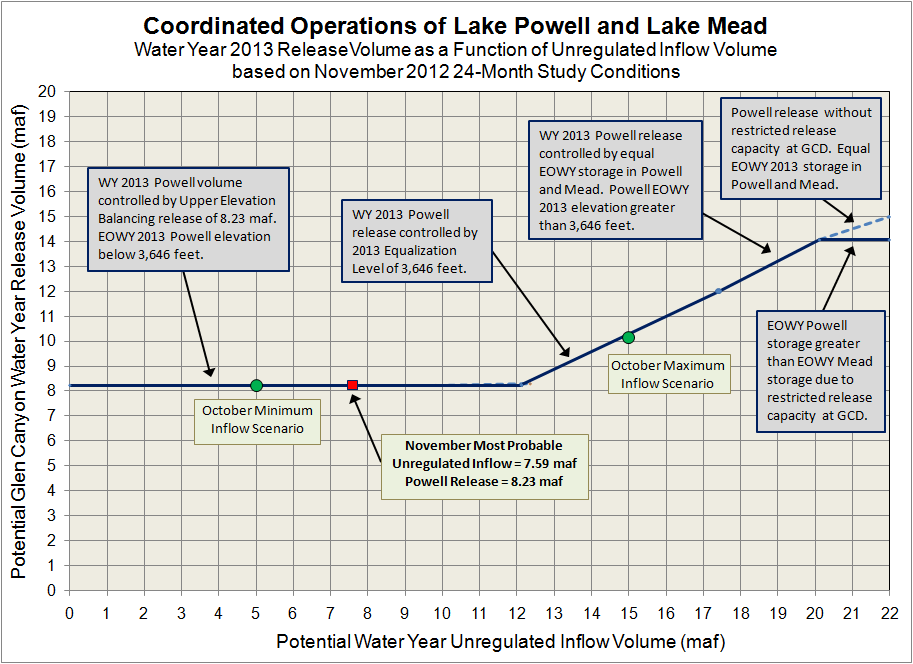 Coordinated Operations of Lake Powell and Lake Mead
Water Year 2013 Release Volume as a Function of Unregulated Inflow Volume
based on November 2012 24-Month Study Conditions
Potential Glen Canyon Water Year Release Volume (maf)
20
19
18
17
16
15
14
13
12
11
10
9
8
7
6
5
4
3
2
1
0
WY 2013 Powell volume
controlled by Upper Elevation
Balancing release of 8.23 maf.
EOWY 2013 Powell elevation
below 3,646 feet.
WY 2013 Powell
release controlled by
2013 Equalization
Level of 3,646 feet.
WY 2013 Powell release
controlled by equal
EOWY storage in Powell
and Mead. Powell EOWY
2013 elevation greater
than 3,646 feet.
Powell release without
restricted release
capacity at GCD. Equal
EOWY 2013 storage in
Powell and Mead.
EOWY Powell
storage greater
than EOWY Mead
storage due to
restricted release
capacity at GCD.
October Maximum
Inflow Scenario
October Minimum
Inflow Scenario
November Most Probable
Unregulated Inflow = 7.59 maf
Powell Release = 8.23 maf
0 1 2 3 4 5 6 7 8 9 10 11 12 13 14 15 16 17 18 19 20 21 22
Potential Water Year Unregulated Inflow Volume (maf)